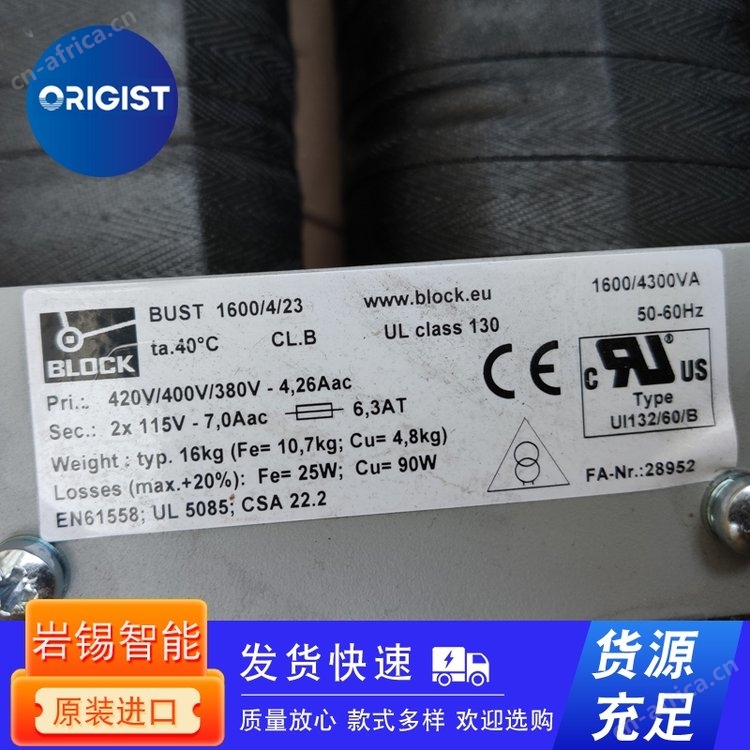 cn-africa.cn
ORIGIST
BUST 1600/4/23
www.block.eu
1600/4300VA
ta.40°C CL.B
UL class 130
50-60Hz
BLOCK
Pri.: 420V/400V/380V - 4,26Aac
Sec.: 2x 115V - 7,0Aac 6,3AT
Weight : typ. 16kg (Fe= 10,7kg; Cu= 4,8kg)
Losses (max.+20%): Fe= 25W; Cu= 90W
EN61558; UL 5085; CSA 22.2
CE
C RU US
Type
UI132/60/B
FA-Nr.:28952
岩锡智能
原装进口
发货快速
质量放心 款式多样 欢迎选购
货源
充足